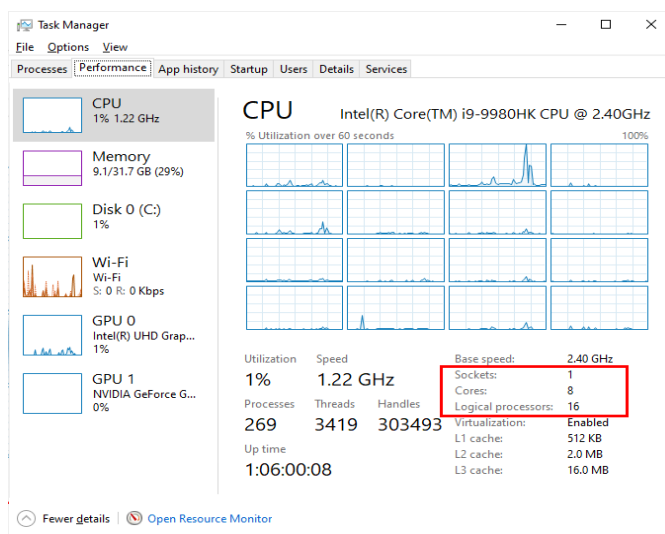 Task Manager
File Options View
Processes Performance App history Startup Users Details Services
CPU
1% 1.22 GHz
Memory
9.1/31.7 GB (29%)
Disk 0 (C:)
1%
Wi-Fi
Wi-Fi
S: 0 R: 0 Kbps
GPU 0
Intel(R) UHD Grap...
1%
GPU 1
NVIDIA GeForce G...
0%
CPU Intel(R) Core(TM) i9-9980HK CPU @ 2.40GHz
% Utilization over 60 seconds 100%
Utilization Speed
1% 1.22 GHz
Processes Threads Handles
269 3419 303493
Up time
1:06:00:08
Base speed: 2.40 GHz
Sockets: 1
Cores: 8
Logical processors: 16
Virtualization: Enabled
L1 cache: 512 KB
L2 cache: 2.0 MB
L3 cache: 16.0 MB
Fewer details Open Resource Monitor